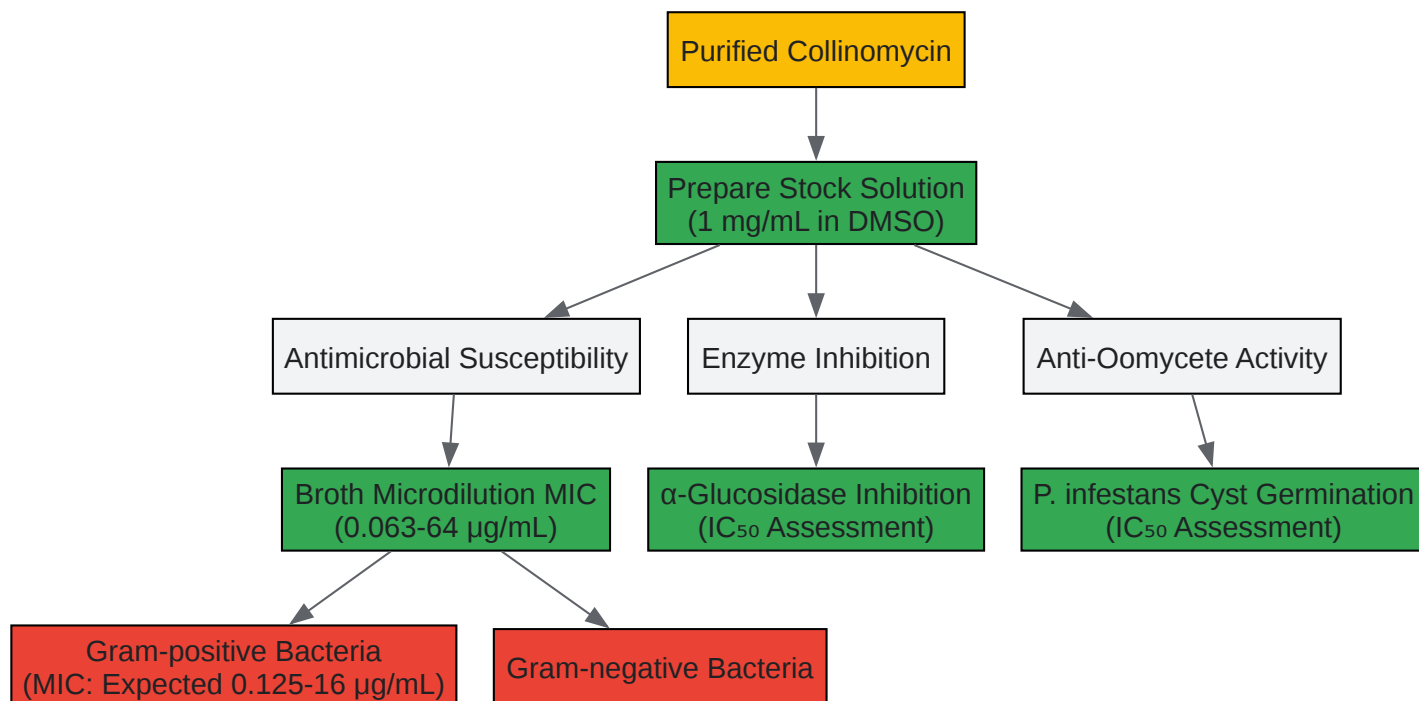 Purified Collinomycin
Prepare Stock Solution
(1 mg/mL in DMSO)
Antimicrobial Susceptibility
Enzyme Inhibition
Anti-Oomycete Activity
Broth Microdilution MIC
(0.063-64 μg/mL)
α-Glucosidase Inhibition
(IC₅₀ Assessment)
P. infestans Cyst Germination
(IC₅₀ Assessment)
Gram-positive Bacteria
(MIC: Expected 0.125-16 μg/mL)
Gram-negative Bacteria